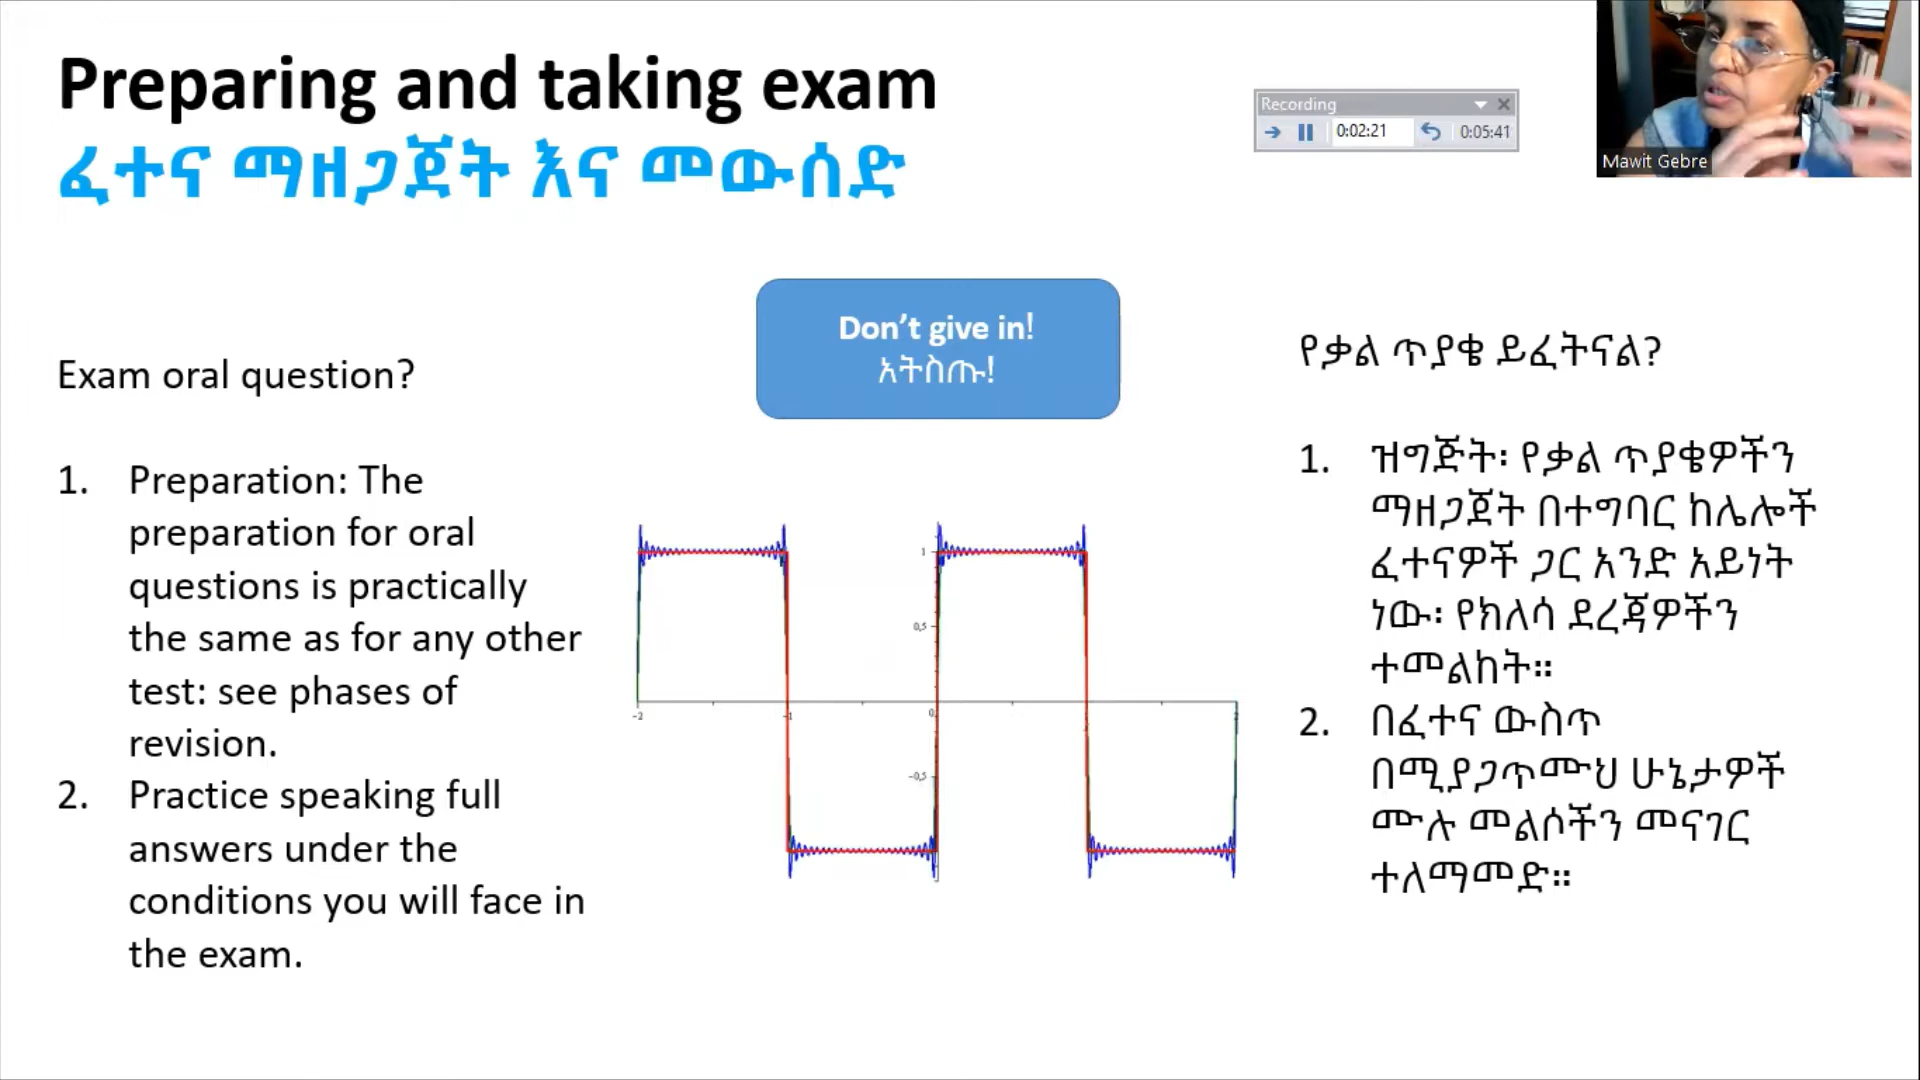 Preparing and taking exam
ፈተና ማዘጋጀት እና መውሰድ
Recording
0:02:21
0:05:41
Mawit Gebre
Don't give in!
አትስጡ!
Exam oral question?
1. Preparation: The
preparation for oral
questions is practically
the same as for any other
test: see phases of
revision.
2. Practice speaking full
answers under the
conditions you will face in
the exam.
1
0,5
-2
-1
0
2
-0,5
የቃል ጥያቄ ይፈትናል?
1. ዝግጅት፡ የቃል ጥያቄዎችን
ማዘጋጀት በተግባር ከሌሎች
ፈተናዎች ጋር አንድ አይነት
ነው፡ የክለሳ ደረጃዎችን
ተመልከት።
2. በፈተና ውስጥ
በሚያጋጥሙህ ሁኔታዎች
ሙሉ መልሶችን መናገር
ተለማመድ።